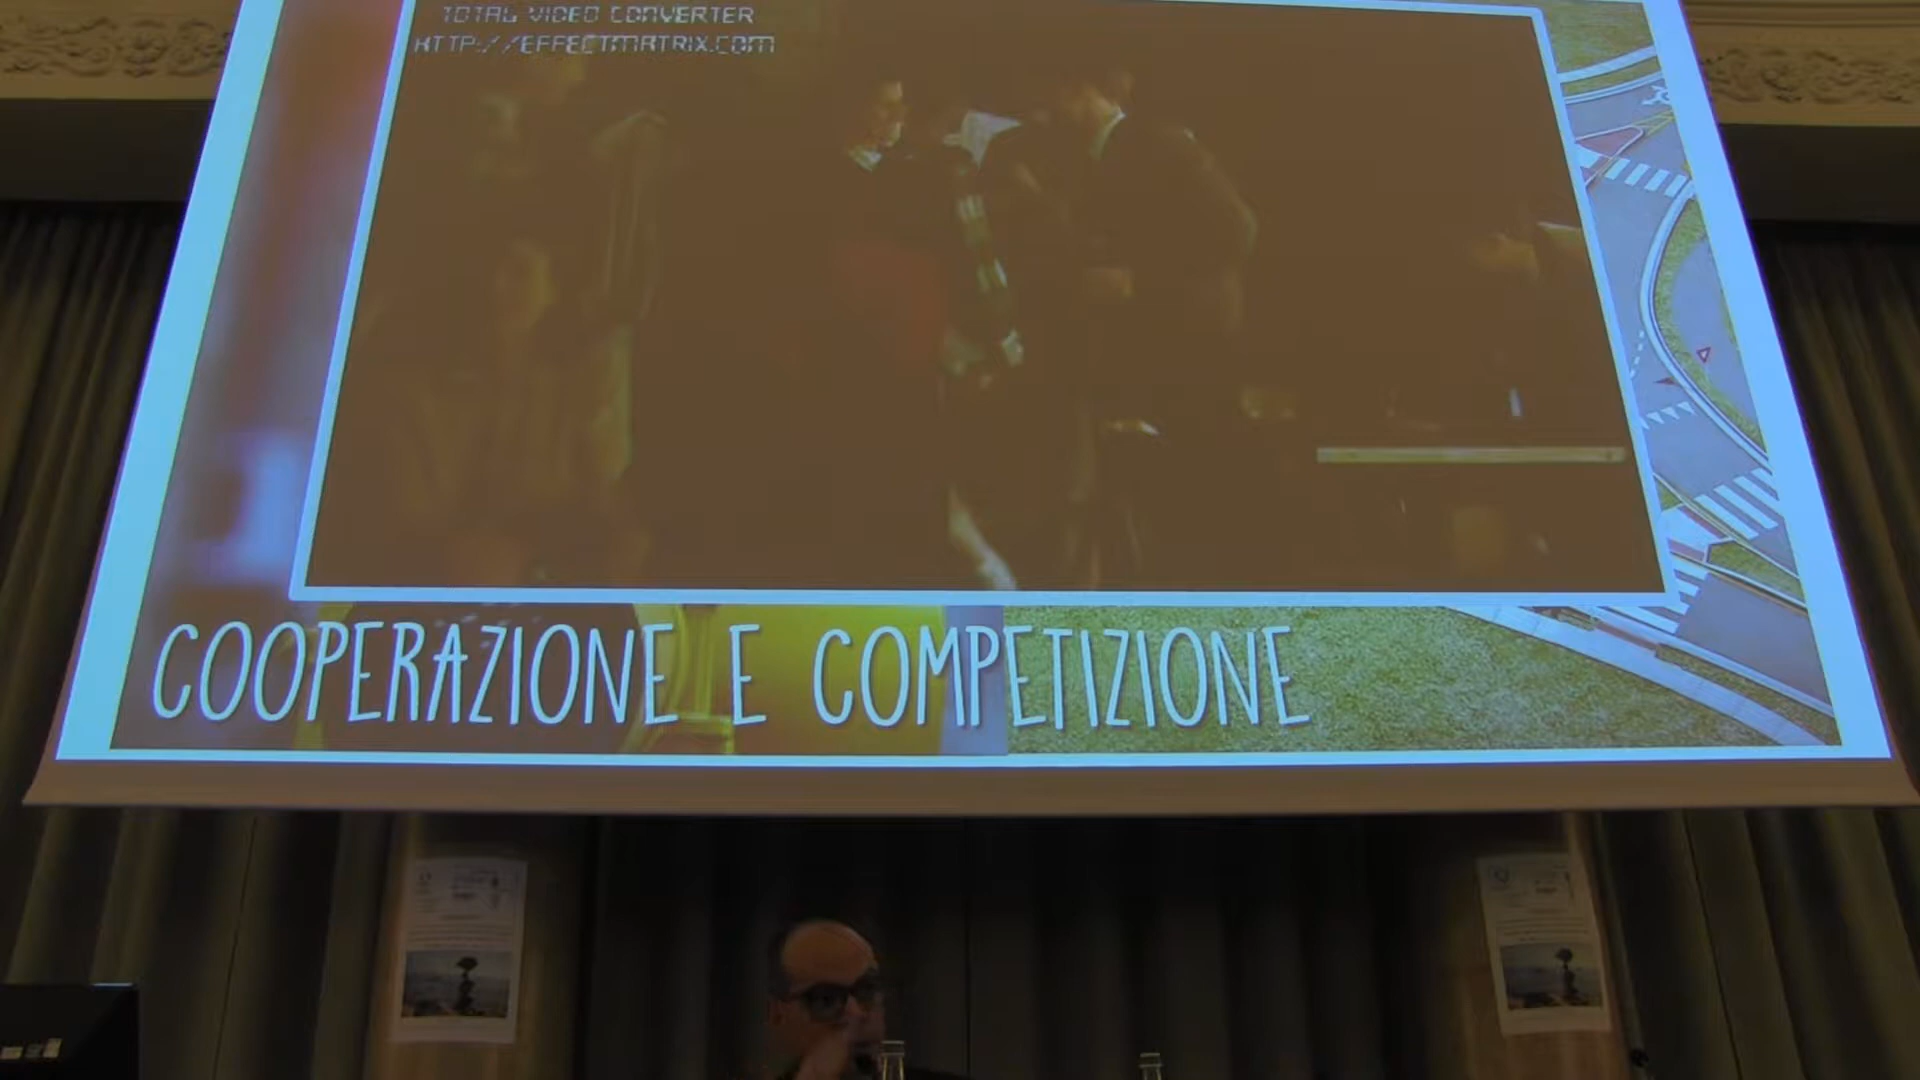 TOTAL VIDEO CONVERTER
HTTP://EFFECTMATRIX.COM
COOPERAZIONE E COMPETIZIONE